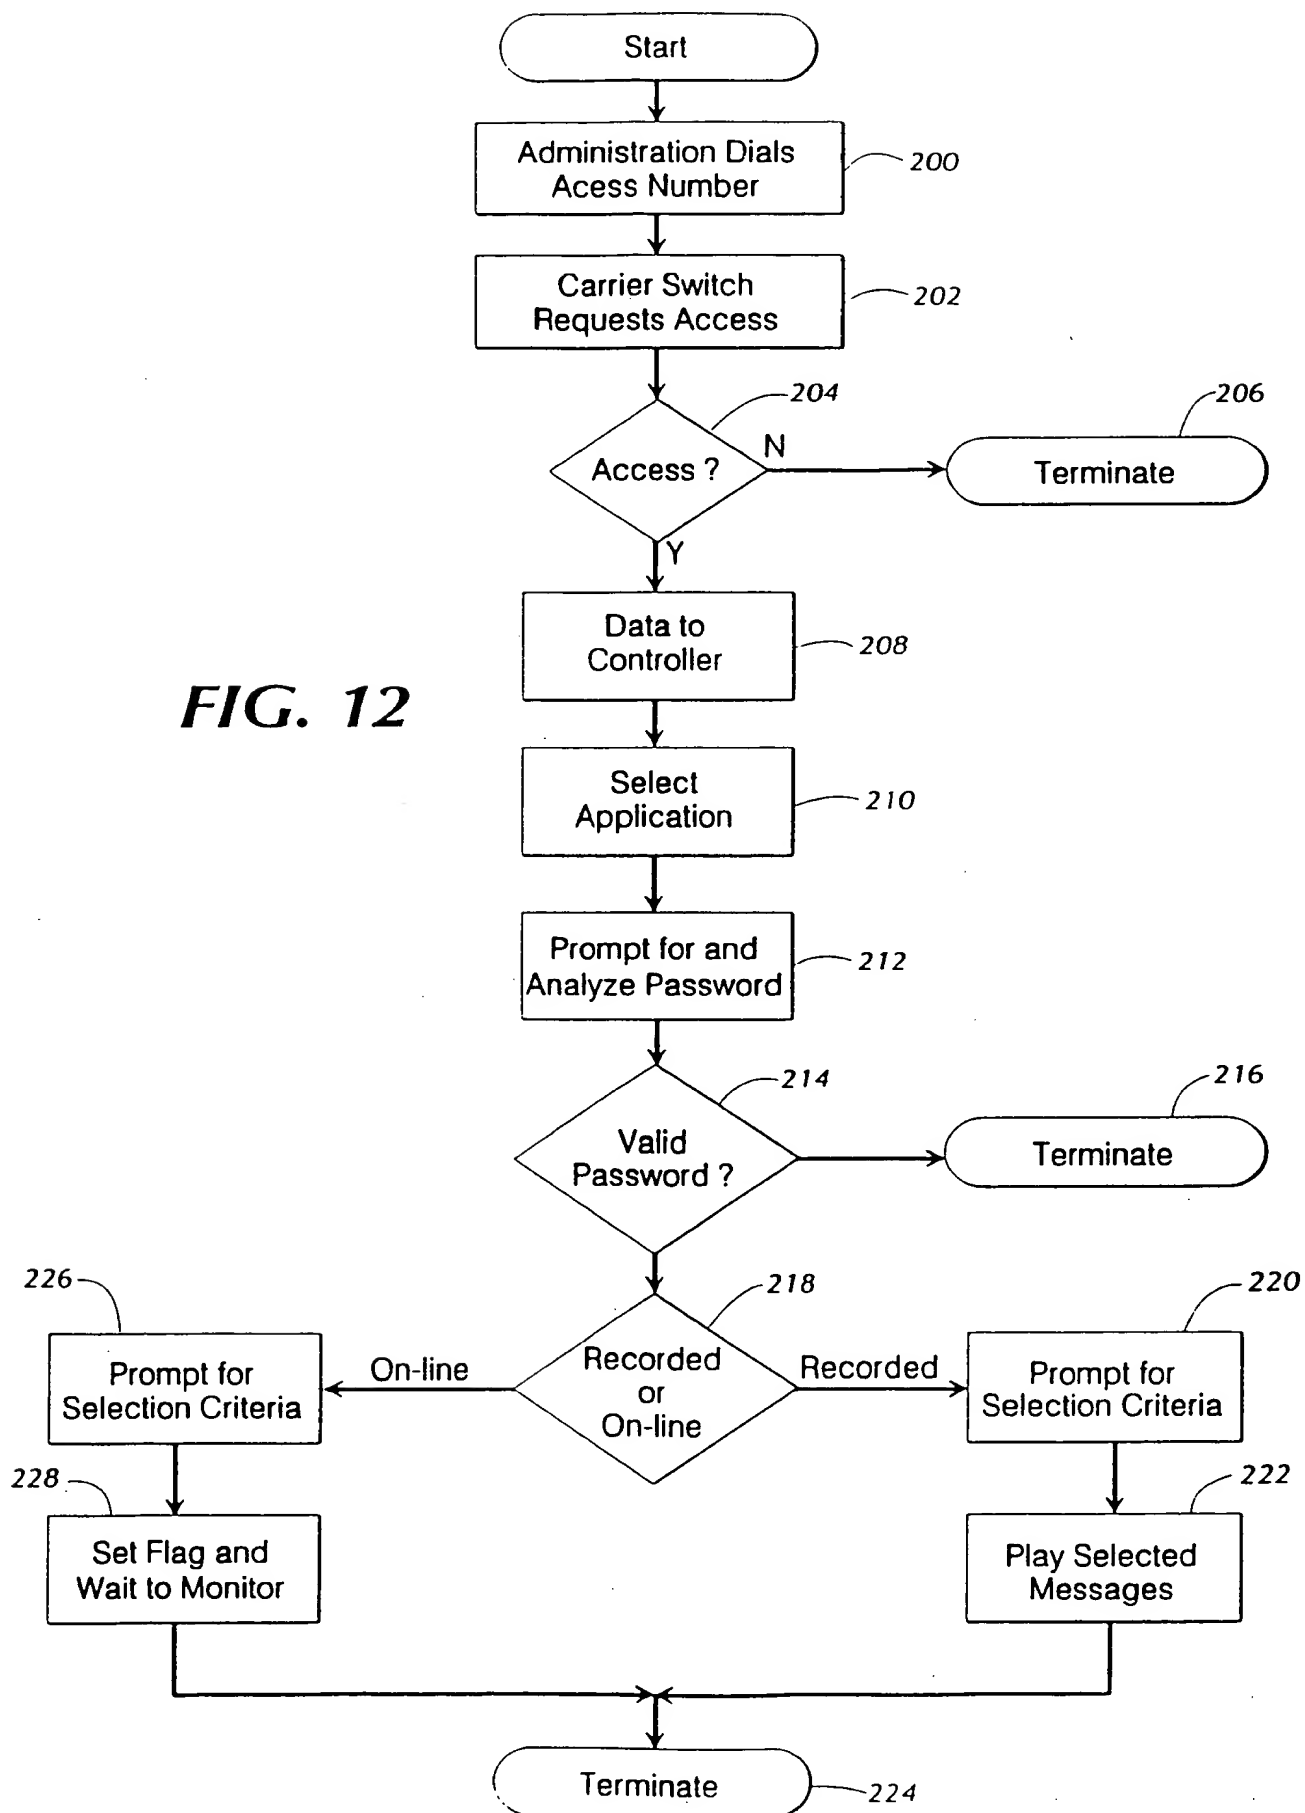 Start
Administration Dials
Acess Number
200
Carrier Switch
Requests Access
202
204
Access ?
N
206
Terminate
Y
Data to
Controller
208
FIG. 12
Select
Application
210
Prompt for and
Analyze Password
212
214
Valid
Password ?
216
Terminate
218
Recorded
or
On-line
On-line
Recorded
226
Prompt for
Selection Criteria
220
Prompt for
Selection Criteria
228
Set Flag and
Wait to Monitor
222
Play Selected
Messages
Terminate
224